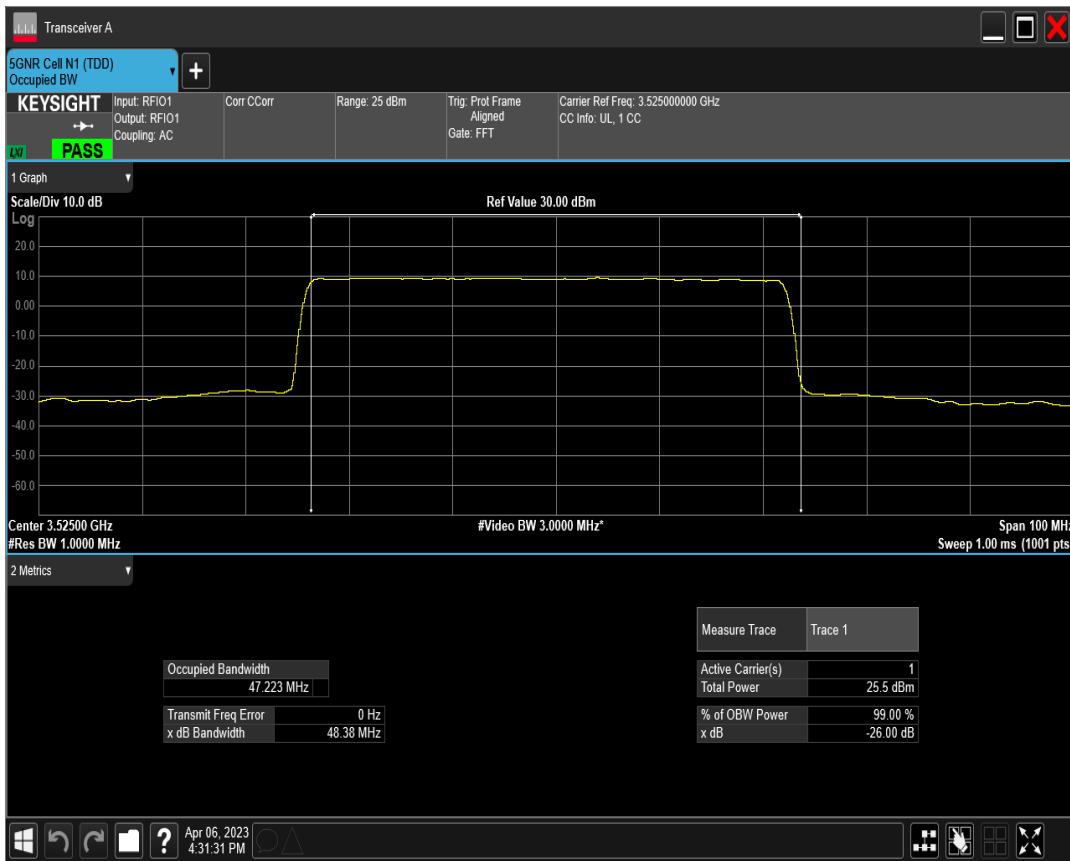 Transceiver A
5GNR Cell N1 (TDD)
Occupied BW
KEYSIGHT
LXI
PASS
Input: RFIO1
Output: RFIO1
Coupling: AC
Corr CCorr
Range: 25 dBm
Trig: Prot Frame
Aligned
Gate: FFT
Carrier Ref Freq: 3.525000000 GHz
CC Info: UL, 1 CC
1 Graph
Scale/Div 10.0 dB
Ref Value 30.00 dBm
Log
20.0
10.0
0.00
-10.0
-20.0
-30.0
-40.0
-50.0
-60.0
Center 3.52500 GHz
#Video BW 3.0000 MHz*
Span 100 MHz
#Res BW 1.0000 MHz
Sweep 1.00 ms (1001 pts
2 Metrics
Measure Trace Trace 1
Occupied Bandwidth
47.223 MHz
Active Carrier(s) 1
Total Power 25.5 dBm
Transmit Freq Error 0 Hz
x dB Bandwidth 48.38 MHz
% of OBW Power 99.00 %
x dB -26.00 dB
?
Apr 06, 2023
4:31:31 PM